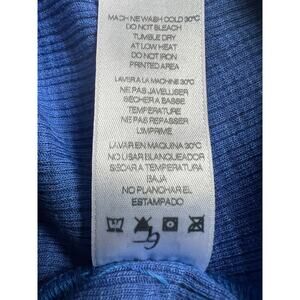 MACHINE WASH COLD 30°C
DO NOT BLEACH
TUMBLE DRY
AT LOW HEAT
DO NOT IRON
PRINTED AREA
LAVER A LA MACHINE 30°C
NE PAS JAVELLISER
SÉCHER A BASSE
TEMPERATURE
NE PAS REPASSER
L'IMPRIME
LAVAR EN MAQUINA 30°C
NO USAR BLANQUEADOR
SECAR A TEMPERATURA
BAJA
NO PLANCHAR EL
ESTAMPADO